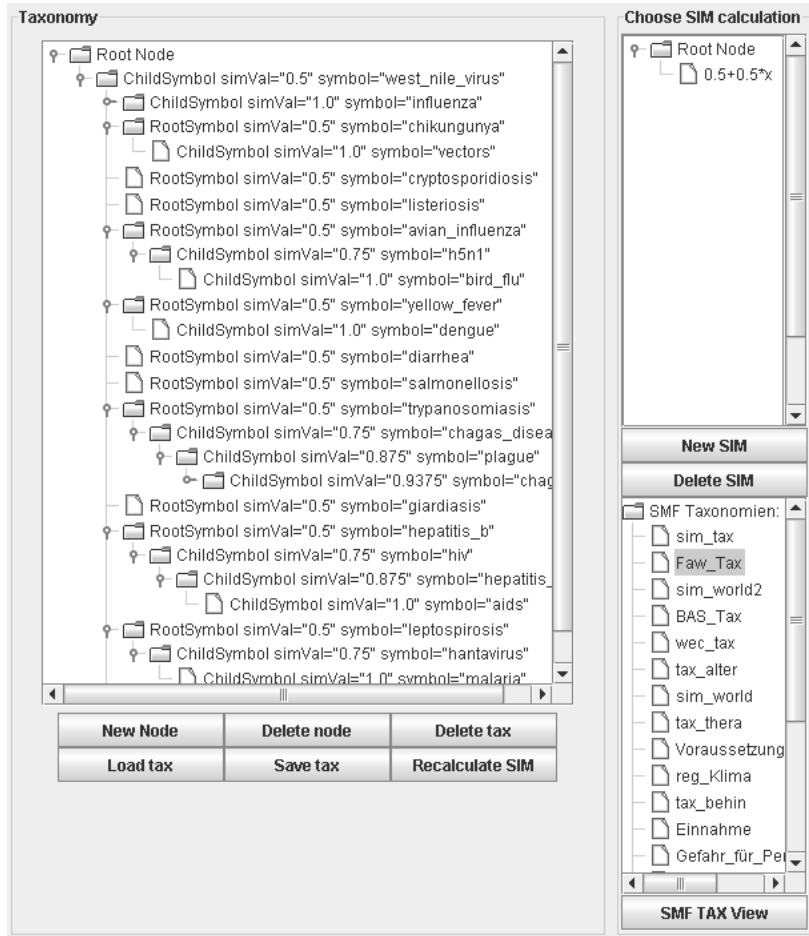 Taxonomy
Root Node
ChildSymbol simVal="0.5" symbol="west_nile_virus"
ChildSymbol simVal="1.0" symbol="influenza"
RootSymbol simVal="0.5" symbol="chikungunya"
ChildSymbol simVal="1.0" symbol="vectors"
RootSymbol simVal="0.5" symbol="cryptosporidiosis"
RootSymbol simVal="0.5" symbol="listeriosis"
RootSymbol simVal="0.5" symbol="avian_influenza"
ChildSymbol simVal="0.75" symbol="h5n1"
ChildSymbol simVal="1.0" symbol="bird_flu"
RootSymbol simVal="0.5" symbol="yellow_fever"
ChildSymbol simVal="1.0" symbol="dengue"
RootSymbol simVal="0.5" symbol="diarrhea"
RootSymbol simVal="0.5" symbol="salmonellosis"
RootSymbol simVal="0.5" symbol="trypanosomiasis"
ChildSymbol simVal="0.75" symbol="chagas_disea
ChildSymbol simVal="0.875" symbol="plague"
ChildSymbol simVal="0.9375" symbol="chag
RootSymbol simVal="0.5" symbol="giardiasis"
RootSymbol simVal="0.5" symbol="hepatitis_b"
ChildSymbol simVal="0.75" symbol="hiv"
ChildSymbol simVal="0.875" symbol="hepatitis_
ChildSymbol simVal="1.0" symbol="aids"
RootSymbol simVal="0.5" symbol="leptospirosis"
ChildSymbol simVal="0.75" symbol="hantavirus"
ChildSymbol simVal="1.0" symbol="malaria"
New Node
Delete node
Delete tax
Load tax
Save tax
Recalculate SIM
Choose SIM calculation
Root Node
0.5+0.5*x
New SIM
Delete SIM
SMF Taxonomien:
sim_tax
Faw_Tax
sim_world2
BAS_Tax
wec_tax
tax_alter
sim_world
tax_thera
Voraussetzung
reg_Klima
tax_behin
Einnahme
Gefahr_für_Per
SMF TAX View